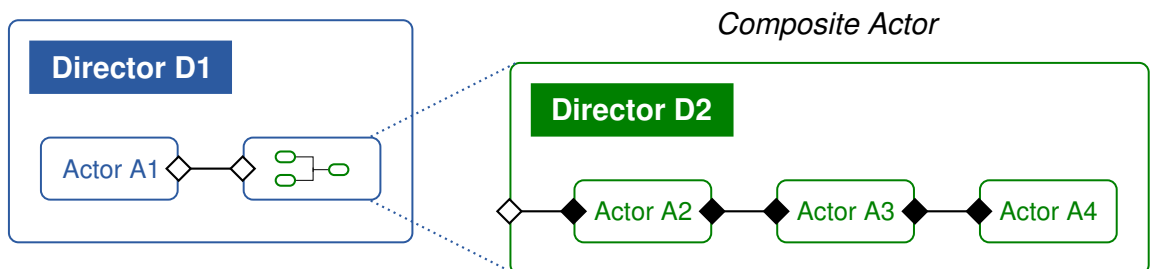 Composite Actor
Director D1
Director D2
Actor A1
Actor A2
Actor A3
Actor A4